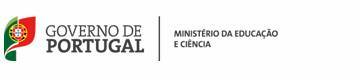 GOVERNO DE
PORTUGAL
MINISTÉRIO DA EDUCAÇÃO
E CIÊNCIA